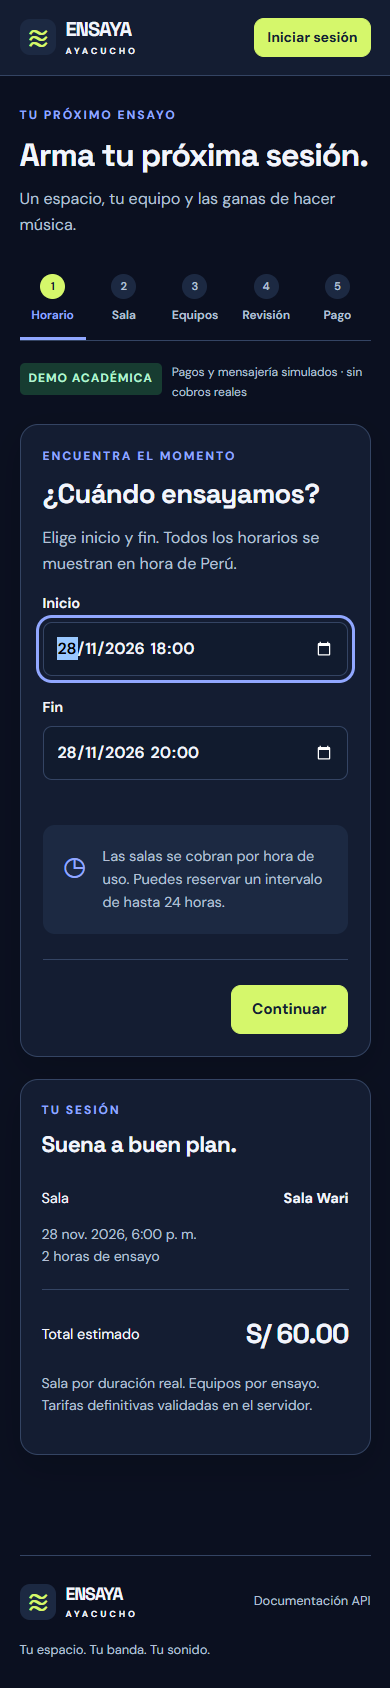 ENSAYA
AYACUCHO
Iniciar sesión
TU PRÓXIMO ENSAYO
Arma tu próxima sesión.
Un espacio, tu equipo y las ganas de hacer
música.
1 2 3 4 5
Horario Sala Equipos Revisión Pago
DEMO ACADÉMICA
Pagos y mensajería simulados · sin
cobros reales
ENCUENTRA EL MOMENTO
¿Cuándo ensayamos?
Elige inicio y fin. Todos los horarios se
muestran en hora de Perú.
Inicio
28/11/2026 18:00
Fin
28/11/2026 20:00
Las salas se cobran por hora de
uso. Puedes reservar un intervalo
de hasta 24 horas.
Continuar
TU SESIÓN
Suena a buen plan.
Sala Sala Wari
28 nov. 2026, 6:00 p. m.
2 horas de ensayo
Total estimado S/ 60.00
Sala por duración real. Equipos por ensayo.
Tarifas definitivas validadas en el servidor.
ENSAYA
AYACUCHO
Documentación API
Tu espacio. Tu banda. Tu sonido.